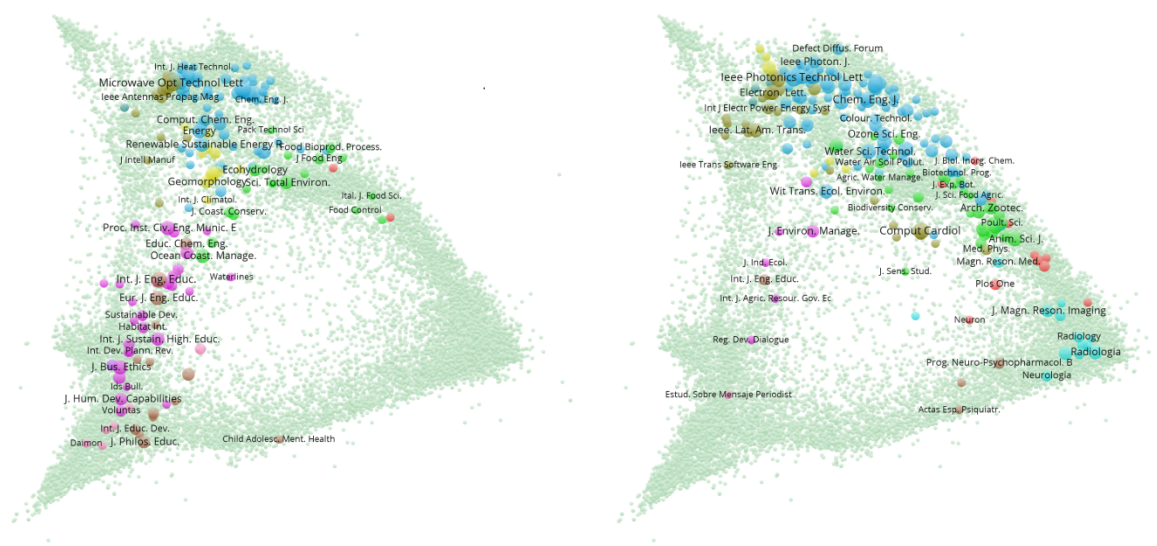 Int. J. Heat Technol.
Microwave Opt Technol Lett
Ieee Antennas Propag Mag
Chem. Eng. J.
Comput. Chem. Eng.
Energy
Pack Technol Sci
Renewable Sustainable Energy R
Food Bioprod. Process.
J Intell Manuf
J Food Eng
Ecohydrology
Geomorphology
Sci. Total Environ.
Int. J. Climatol.
Ital. J. Food Sci.
J. Coast. Conserv.
Food Control
Proc. Inst. Civ. Eng. Munic. E
Educ. Chem. Eng.
Ocean Coast. Manage.
Int. J. Eng. Educ.
Waterlines
Eur. J. Eng. Educ.
Sustainable Dev.
Habitat Int.
Int. J. Sustain. High. Educ.
Int. Dev. Plann. Rev.
J. Bus. Ethics
Ids Bull.
J. Hum. Dev. Capabilities
Voluntas
Int. J. Educ. Dev.
Daimon
J. Philos. Educ.
Child Adolesc. Ment. Health
Defect Diffus. Forum
Ieee Photon. J.
Ieee Photonics Technol Lett
Electron. Lett.
Chem. Eng. J.
Int J Electr Power Energy Syst
Colour. Technol.
Ieee. Lat. Am. Trans.
Ozone Sci. Eng.
Water Sci. Technol.
Ieee Trans Software Eng
Water Air Soil Pollut.
J. Biol. Inorg. Chem.
Biotechnol. Prog.
Agric. Water Manage.
J. Exp. Bot.
Wit Trans. Ecol. Environ.
J. Sci. Food Agric.
Biodiversity Conserv.
Arch. Zootec.
Poult. Sci.
J. Environ. Manage.
Comput Cardiol
Anim. Sci. J.
Med. Phys.
J. Ind. Ecol.
Magn. Reson. Med.
J. Sens. Stud.
Int. J. Eng. Educ.
Plos One
Int. J. Agric. Resour. Gov. Ec
J. Magn. Reson. Imaging
Neuron
Reg. Dev. Dialogue
Radiology
Radiologia
Prog. Neuro-Psychopharmacol. B
Neurologia
Estud. Sobre Mensaje Periodist
Actas Esp. Psiquiatr.